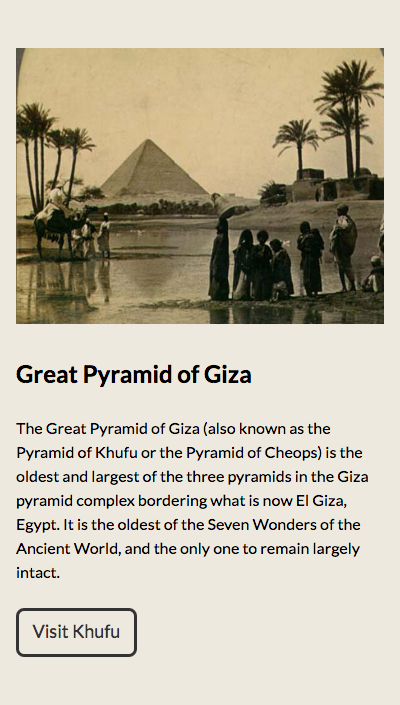 Great Pyramid of Giza
The Great Pyramid of Giza (also known as the
Pyramid of Khufu or the Pyramid of Cheops) is the
oldest and largest of the three pyramids in the Giza
pyramid complex bordering what is now El Giza,
Egypt. It is the oldest of the Seven Wonders of the
Ancient World, and the only one to remain largely
intact.
Visit Khufu